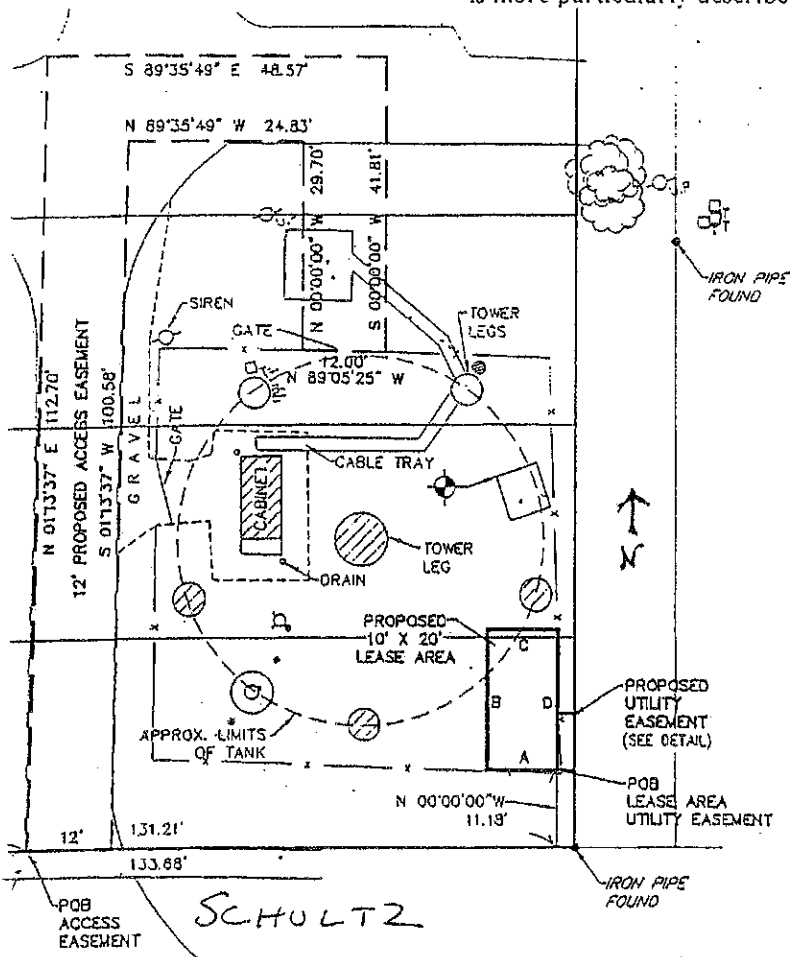 is more particularly describe
S 89°35'49" E 48.57'
N 89°35'49" W 24.83'
N 00°00'00" W 29.70'
S 00°00'00" W 41.81'
IRON PIPE
FOUND
SIREN
TOWER
LEGS
GATE
12.00'
N 89°05'25" W
N 01°13'37" E 112.70'
12' PROPOSED ACCESS EASEMENT
S 01°13'37" W 100.58'
GRAVEL
GATE
CABLE TRAY
CABINET
TOWER
LEG
DRAIN
N
PROPOSED
10' X 20'
LEASE AREA
C
B
D
A
PROPOSED
UTILITY
EASEMENT
(SEE DETAIL)
APPROX. LIMITS
OF TANK
POB
LEASE AREA
UTILITY EASEMENT
N 00°00'00"W
11.18'
12'
131.21'
133.68'
IRON PIPE
FOUND
POB
ACCESS
EASEMENT
SCHULTZ